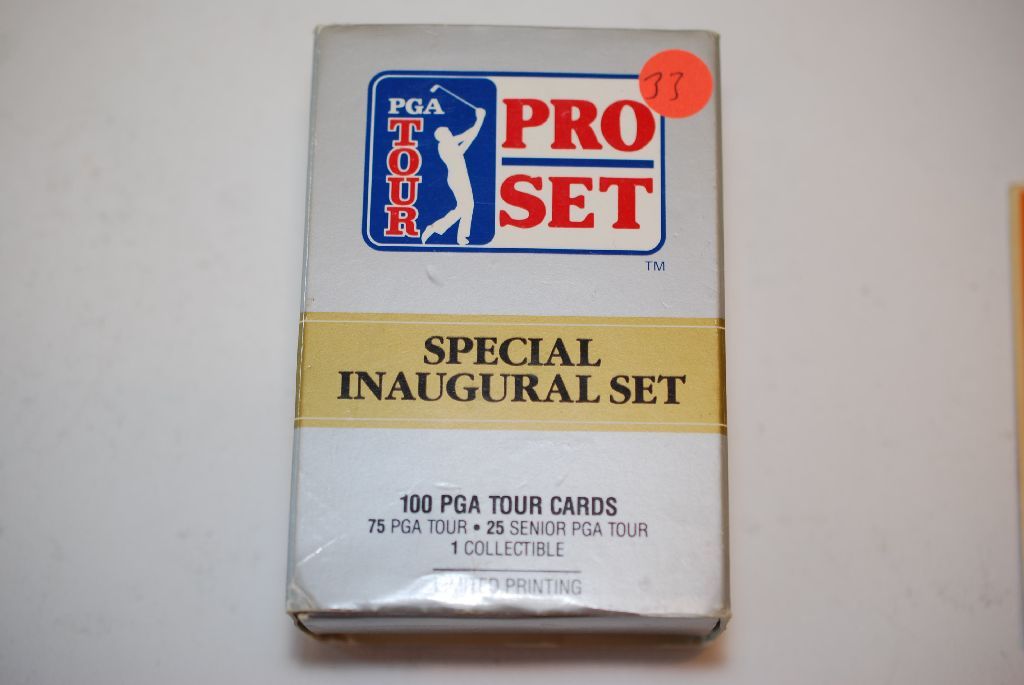 PGA
TOUR
PRO
SET
33
TM
SPECIAL
INAUGURAL SET
100 PGA TOUR CARDS
75 PGA TOUR • 25 SENIOR PGA TOUR
1 COLLECTIBLE
LIMITED PRINTING